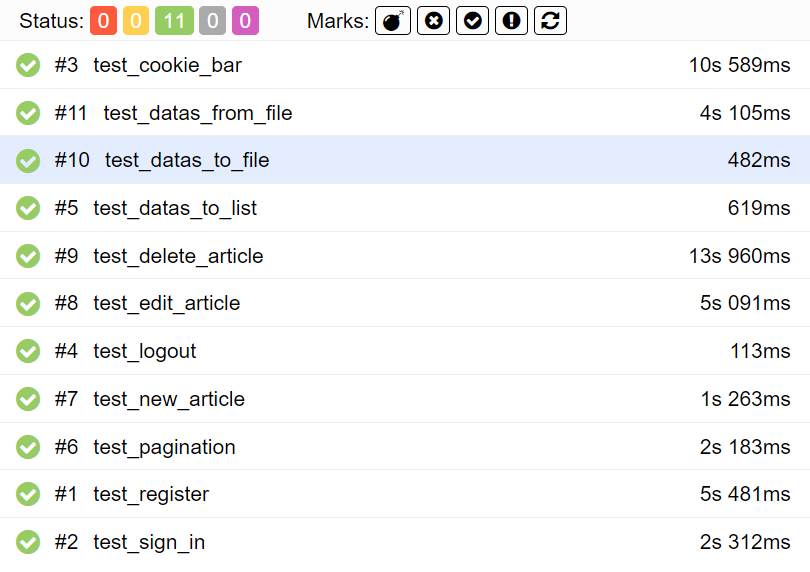 Status: 0 0 11 0 0 Marks:
#3 test_cookie_bar 10s 589ms
#11 test_datas_from_file 4s 105ms
#10 test_datas_to_file 482ms
#5 test_datas_to_list 619ms
#9 test_delete_article 13s 960ms
#8 test_edit_article 5s 091ms
#4 test_logout 113ms
#7 test_new_article 1s 263ms
#6 test_pagination 2s 183ms
#1 test_register 5s 481ms
#2 test_sign_in 2s 312ms